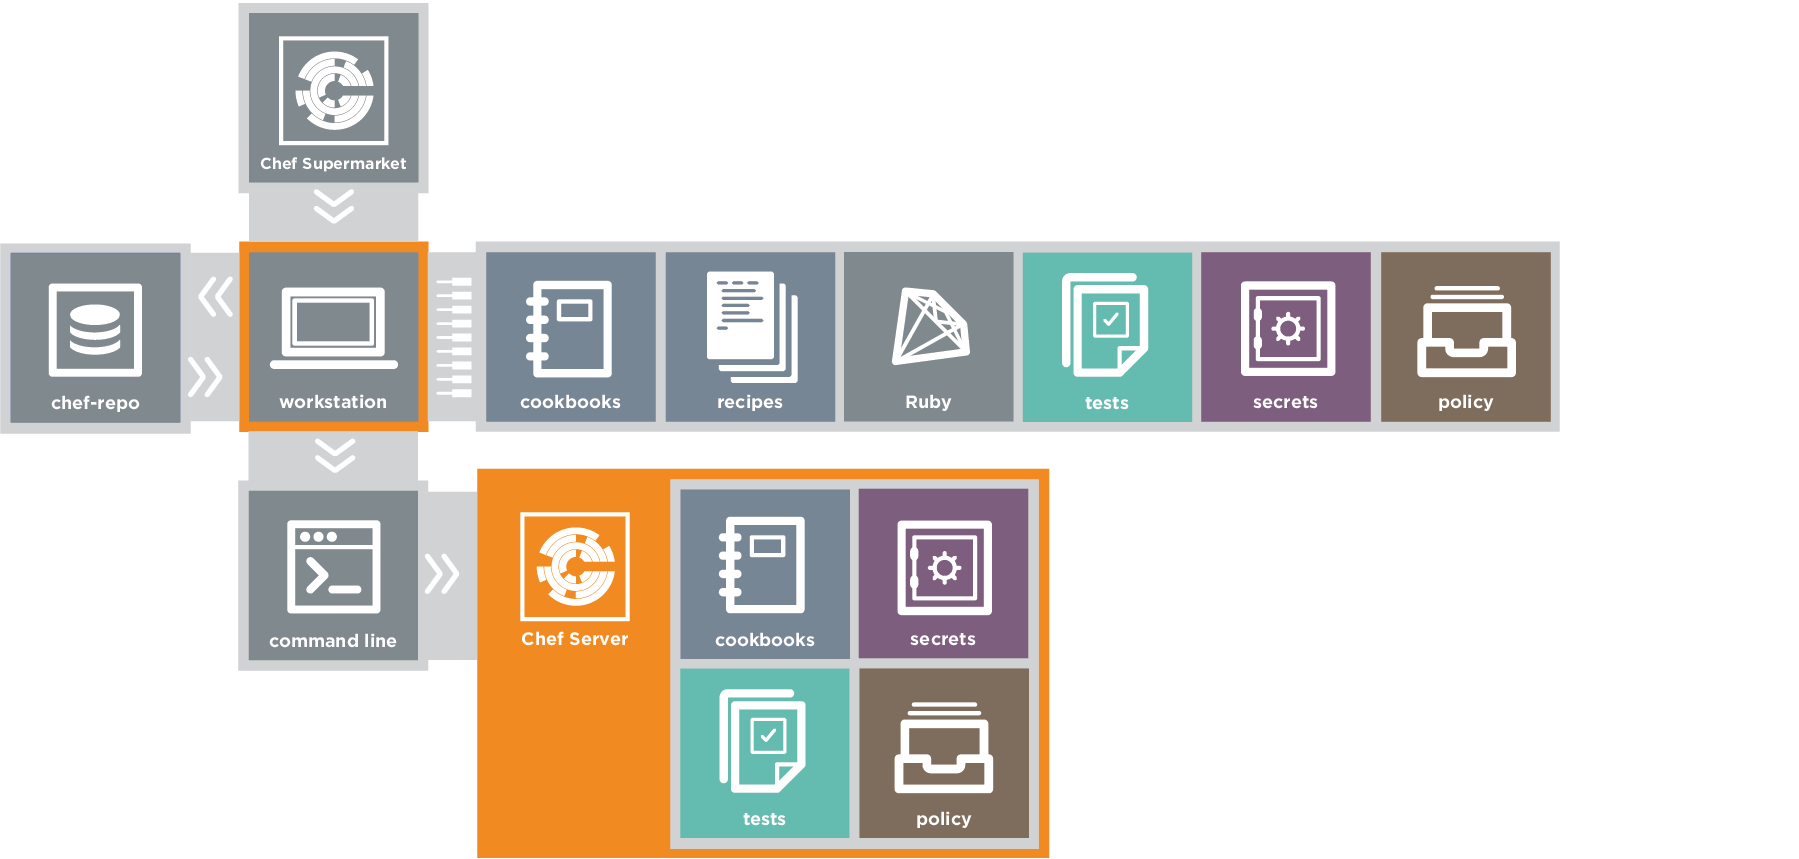 Chef Supermarket
chef-repo
workstation
cookbooks
recipes
Ruby
tests
secrets
policy
command line
Chef Server
cookbooks
secrets
tests
policy